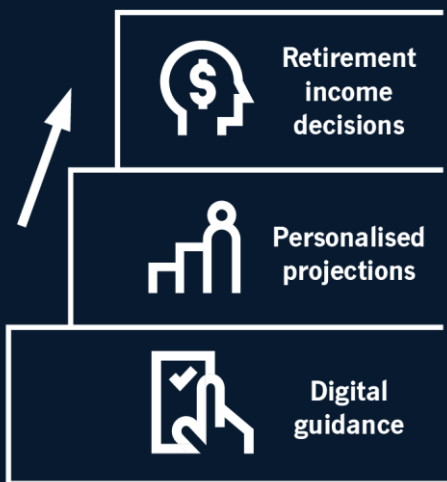 Retirement
income
decisions
Personalised
projections
Digital
guidance